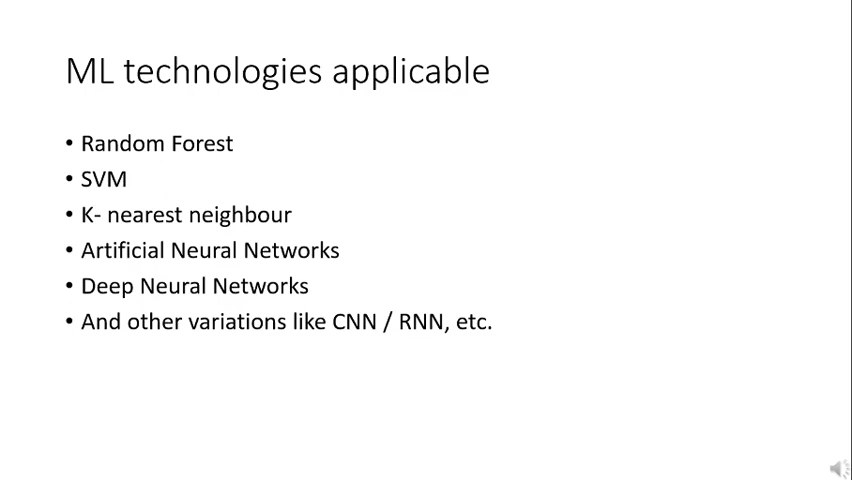 ML technologies applicable
• Random Forest
• SVM
• K- nearest neighbour
• Artificial Neural Networks
• Deep Neural Networks
• And other variations like CNN / RNN, etc.